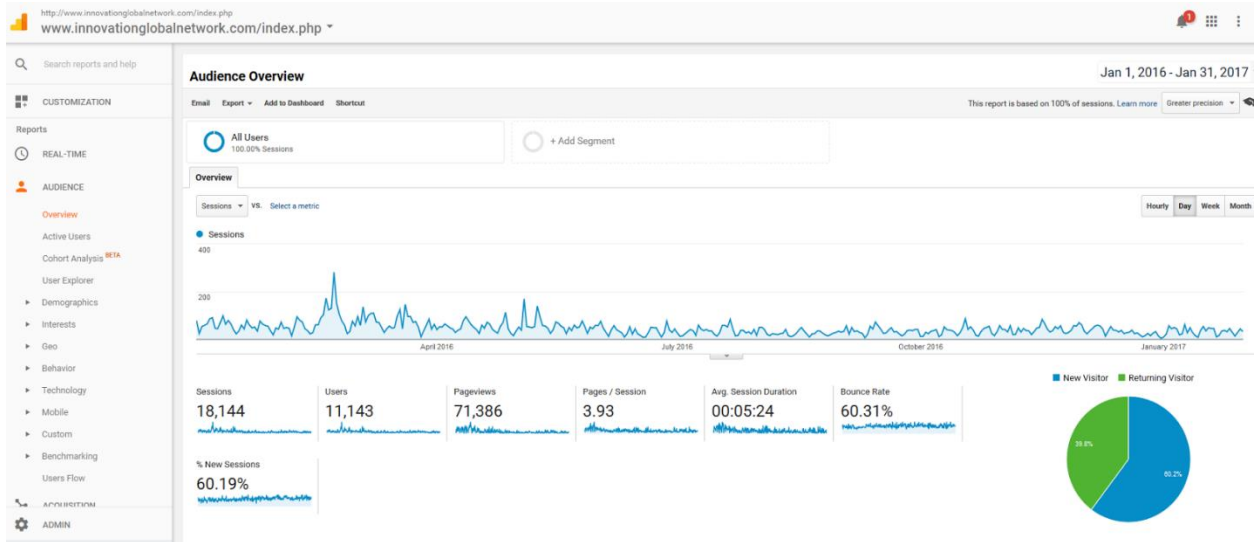 http://www.innovationglobalnetwork.com/index.php
www.innovationglobalnetwork.com/index.php
1
Search reports and help
CUSTOMIZATION
Reports
REAL-TIME
AUDIENCE
Overview
Active Users
Cohort Analysis BETA
User Explorer
Demographics
Interests
Geo
Behavior
Technology
Mobile
Custom
Benchmarking
Users Flow
ACQUISITION
ADMIN
Audience Overview
Jan 1, 2016 - Jan 31, 2017
Email Export Add to Dashboard Shortcut
This report is based on 100% of sessions. Learn more Greater precision
All Users
100.00% Sessions
+ Add Segment
Overview
Sessions VS. Select a metric
Hourly Day Week Month
Sessions
400
200
April 2016 July 2016 October 2016 January 2017
New Visitor Returning Visitor
Sessions Users Pageviews Pages / Session Avg. Session Duration Bounce Rate
18,144 11,143 71,386 3.93 00:05:24 60.31%
% New Sessions
60.19%
39.8%
60.2%